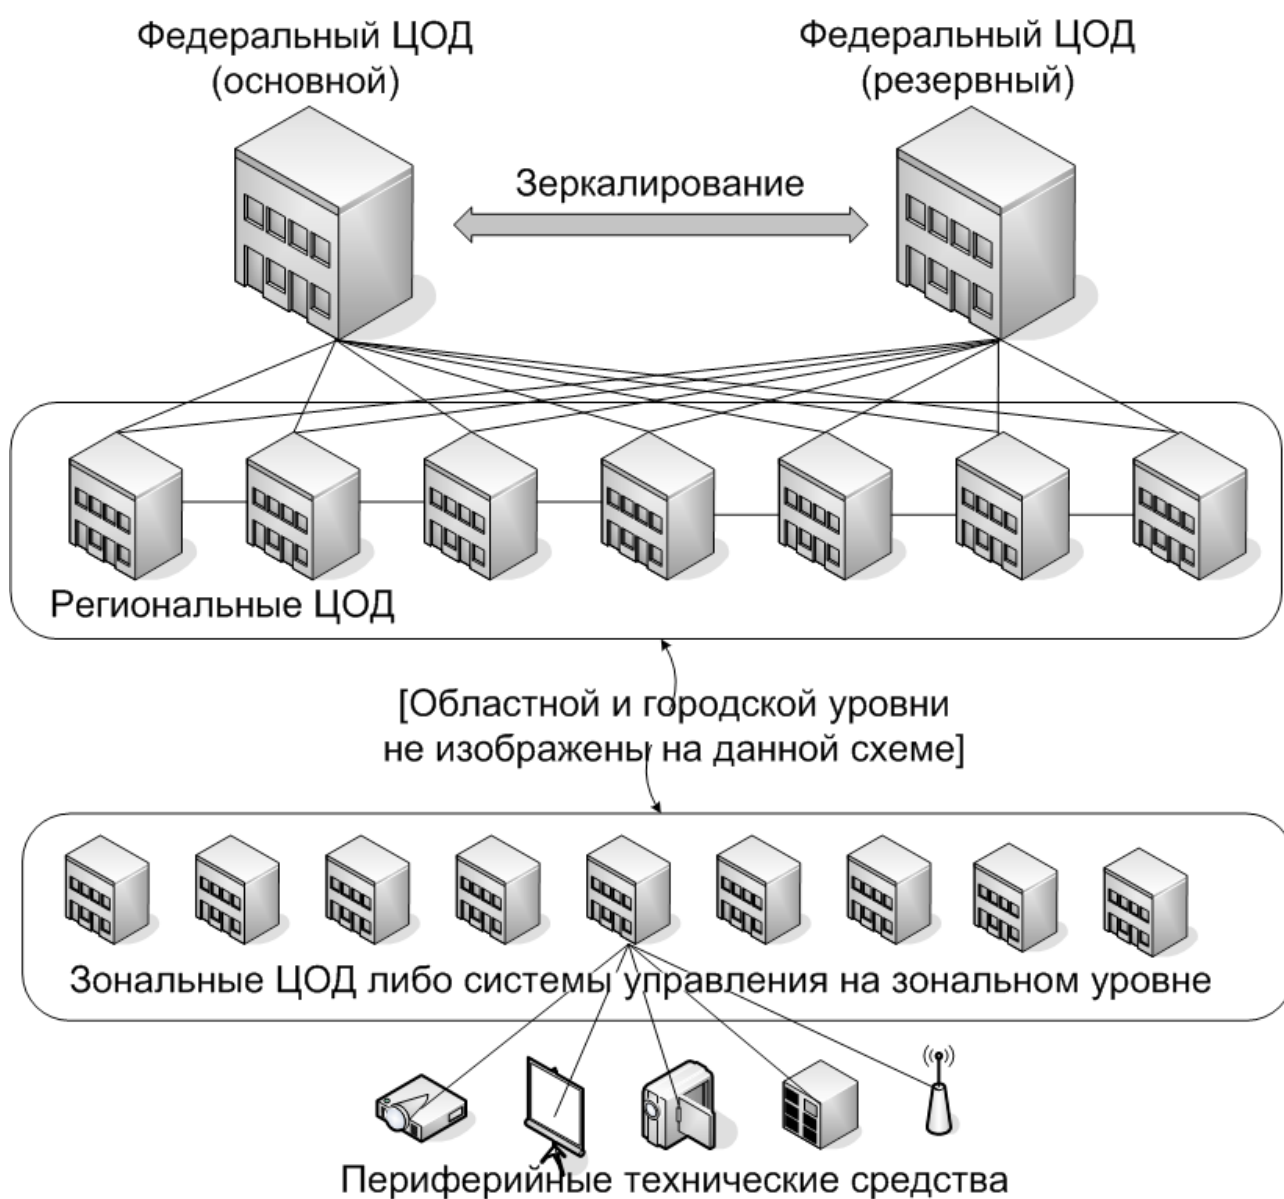 Федеральный ЦОД
(основной)
Федеральный ЦОД
(резервный)
Зеркалирование
Региональные ЦОД
[Областной и городской уровни
не изображены на данной схеме]
Зональные ЦОД либо системы управления на зональном уровне
Периферийные технические средства